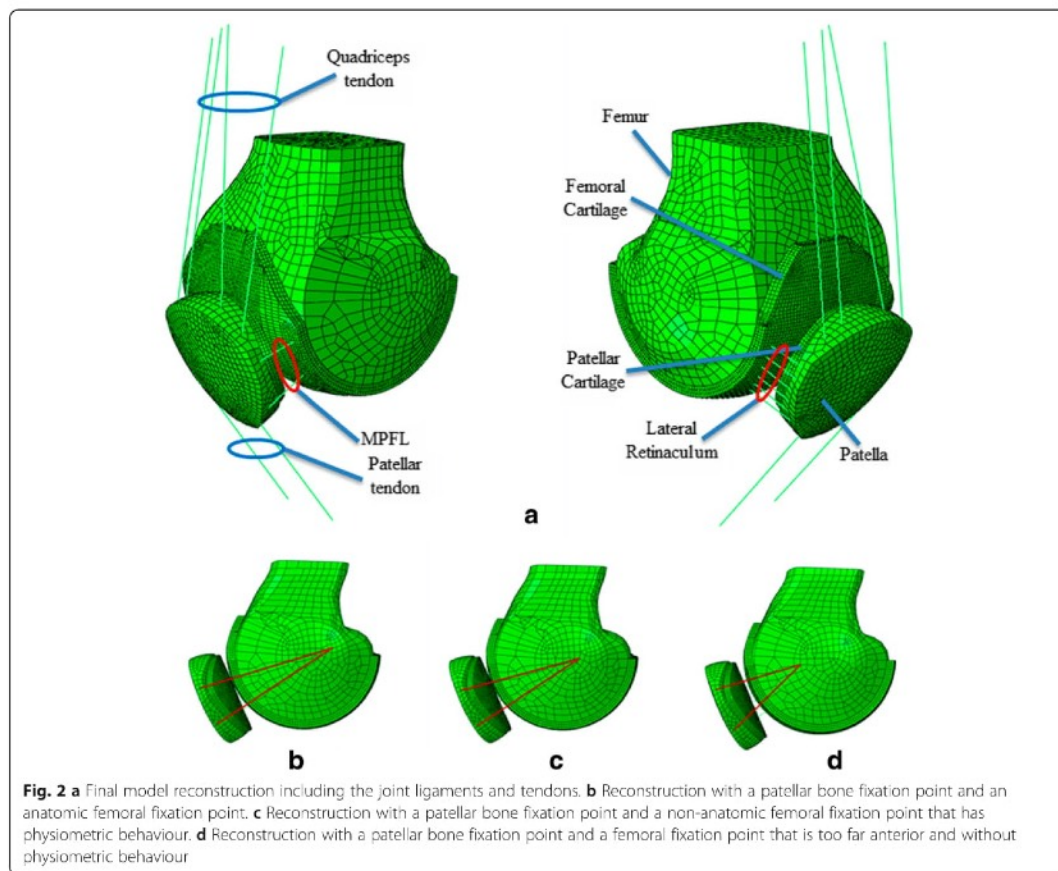 Quadriceps
tendon
Femur
Femoral
Cartilage
Patellar
Cartilage
MPFL
Patellar
tendon
Lateral
Retinaculum
Patella
a
b
c
d
Fig. 2 a Final model reconstruction including the joint ligaments and tendons. b Reconstruction with a patellar bone fixation point and an
anatomic femoral fixation point. c Reconstruction with a patellar bone fixation point and a non-anatomic femoral fixation point that has
physiometric behaviour. d Reconstruction with a patellar bone fixation point and a femoral fixation point that is too far anterior and without
physiometric behaviour